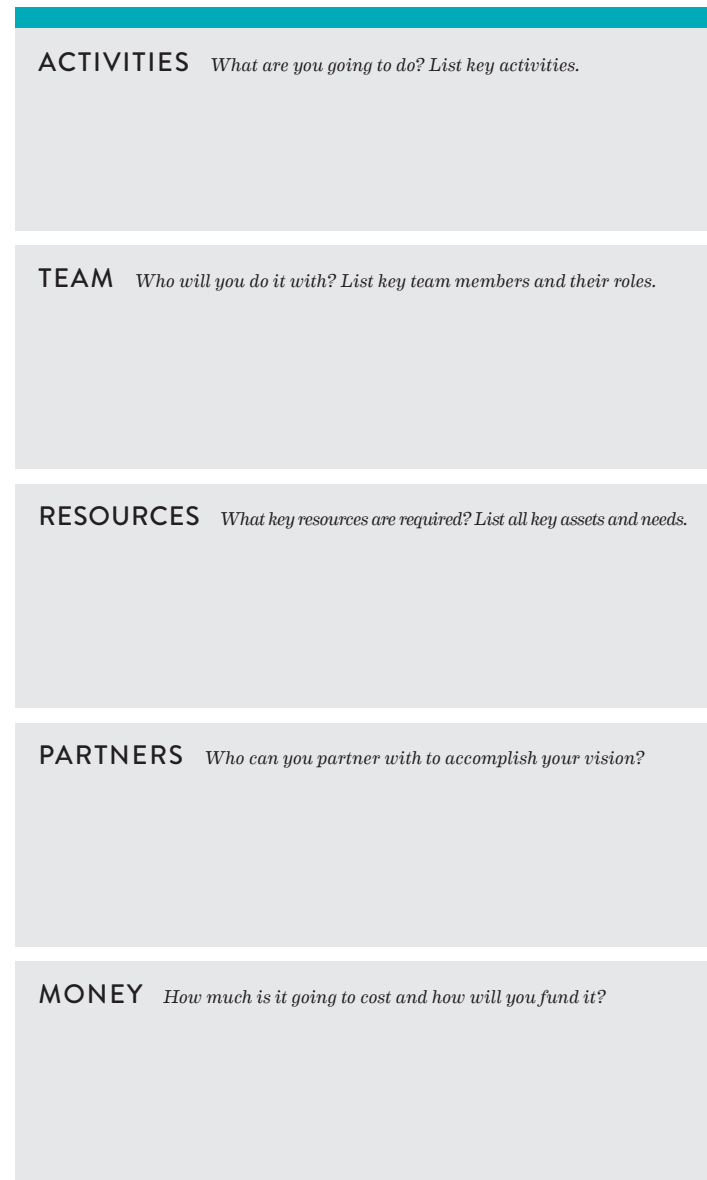 ACTIVITIES What are you going to do? List key activities.
TEAM Who will you do it with? List key team members and their roles.
RESOURCES What key resources are required? List all key assets and needs.
PARTNERS Who can you partner with to accomplish your vision?
MONEY How much is it going to cost and how will you fund it?